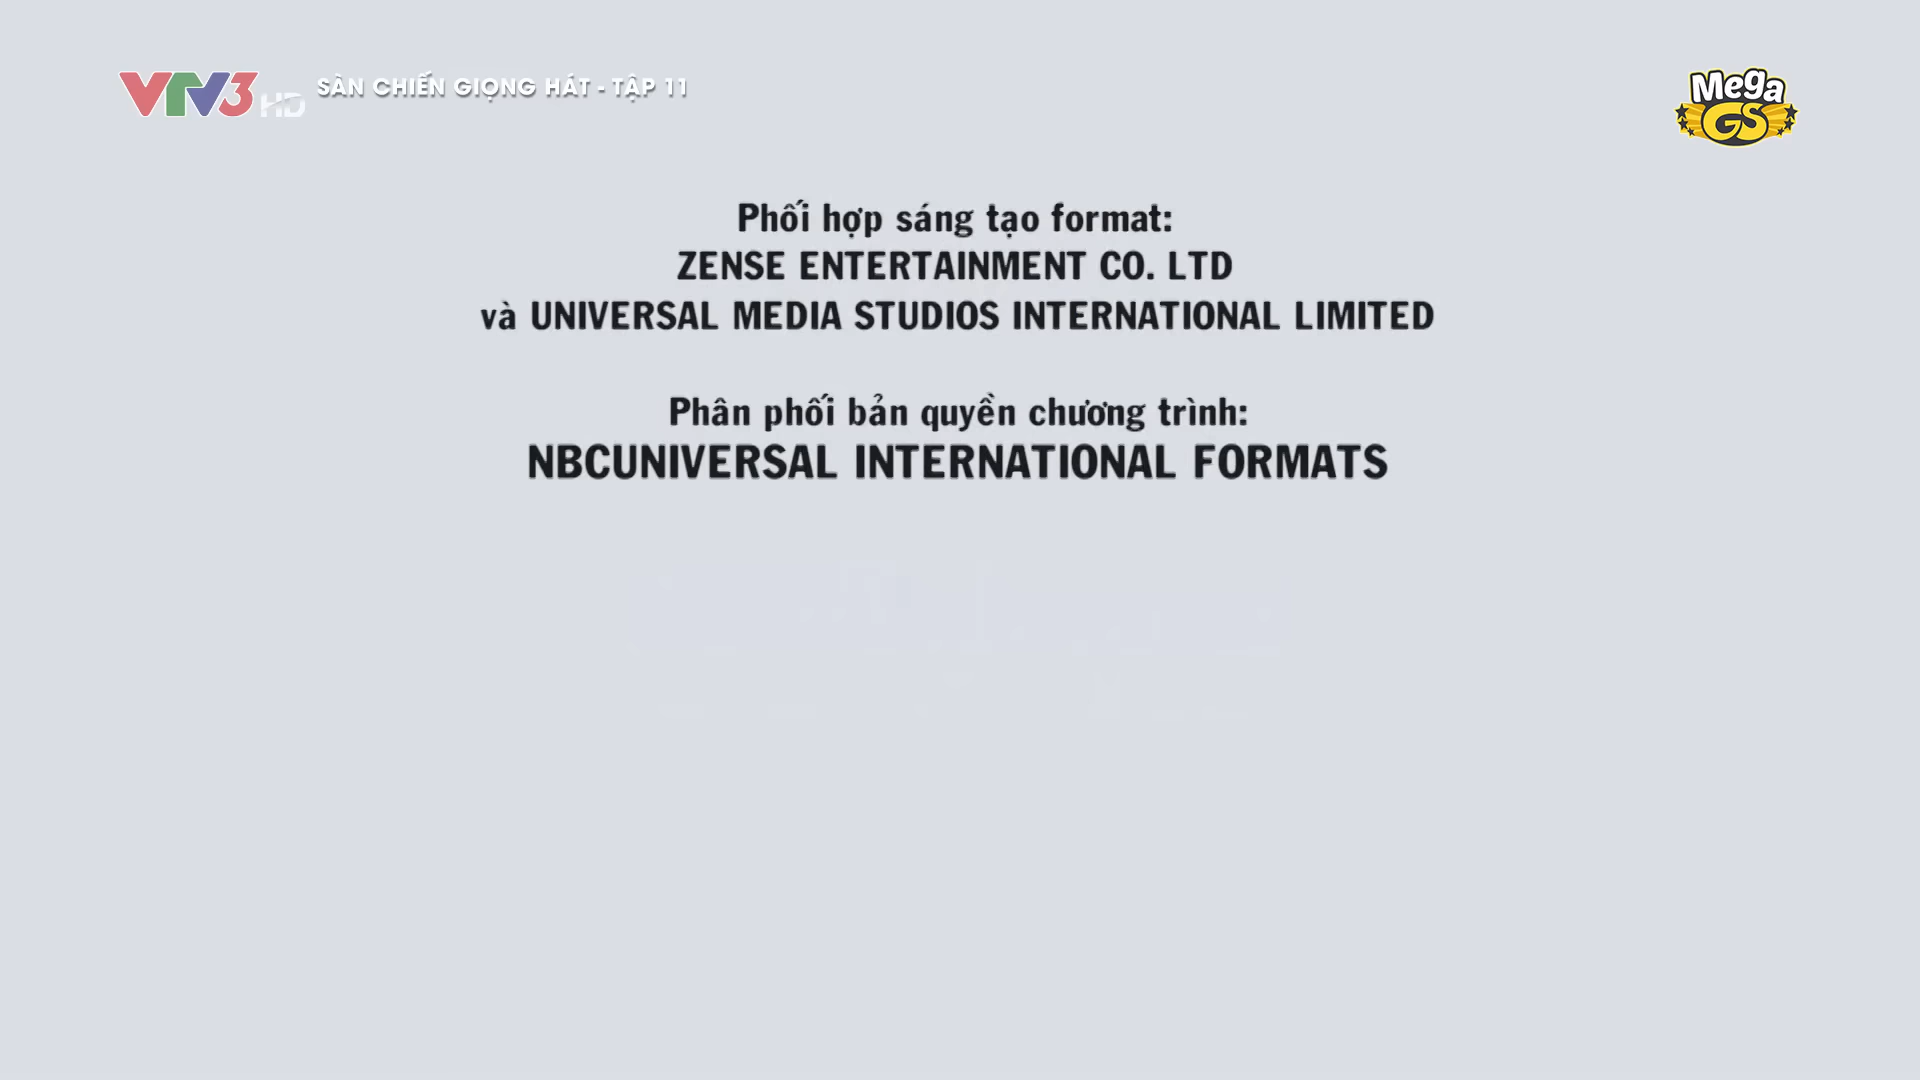 VTV3 HD
SÀN CHIẾN GIỌNG HÁT - TẬP 11
Mega
GS
Phối hợp sáng tạo format:
ZENSE ENTERTAINMENT CO. LTD
và UNIVERSAL MEDIA STUDIOS INTERNATIONAL LIMITED
Phân phối bản quyền chương trình:
NBCUNIVERSAL INTERNATIONAL FORMATS